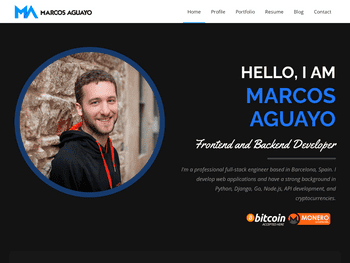 MARCOS AGUAYO
Home Profile Portfolio Resume Blog Contact
HELLO, I AM
MARCOS
AGUAYO
Frontend and Backend Developer
I'm a professional full-stack engineer based in Barcelona, Spain. I
develop web applications and have a strong background in
Python, Django, Go, Node.js, API development, and
cryptocurrencies.
bitcoin MONERO
ACCEPTED HERE